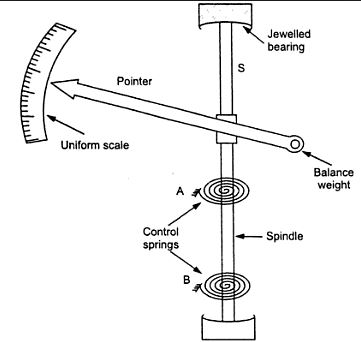 Jewelled
bearing
S
Pointer
Uniform scale
Balance
weight
A
Control
springs
Spindle
B